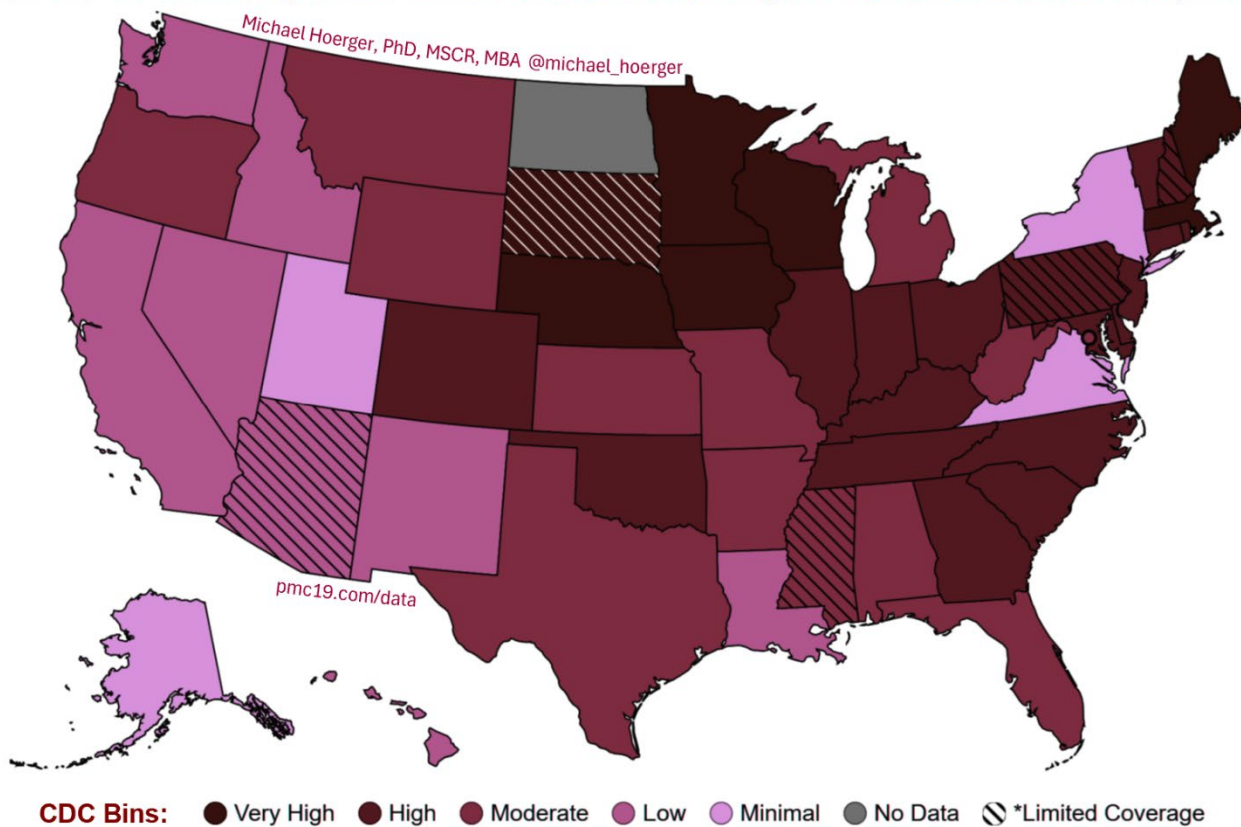 Michael Hoerger, PhD, MSCR, MBA @michael_hoerger
pmc19.com/data
CDC Bins: Very High High Moderate Low Minimal No Data *Limited Coverage